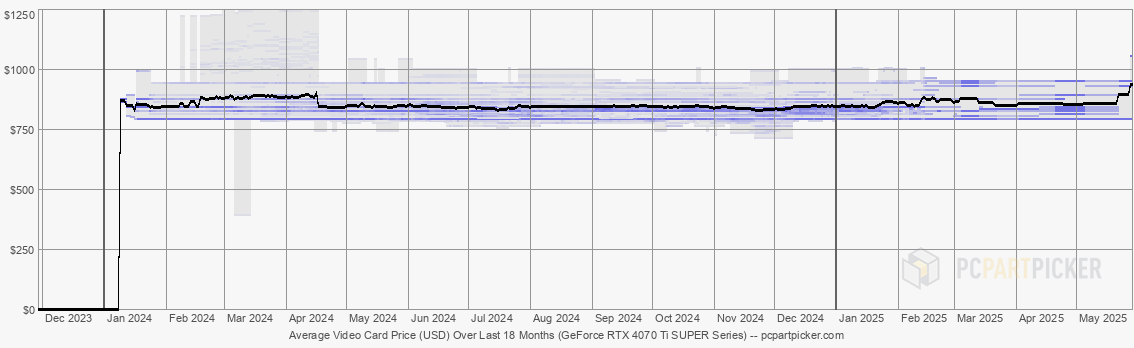 $1250
$1000
$750
$500
$250
$0
Dec 2023 Jan 2024 Feb 2024 Mar 2024 Apr 2024 May 2024 Jun 2024 Jul 2024 Aug 2024 Sep 2024 Oct 2024 Nov 2024 Dec 2024 Jan 2025 Feb 2025 Mar 2025 Apr 2025 May 2025
PCPARTPICKER
Average Video Card Price (USD) Over Last 18 Months (GeForce RTX 4070 Ti SUPER Series) -- pcpartpicker.com